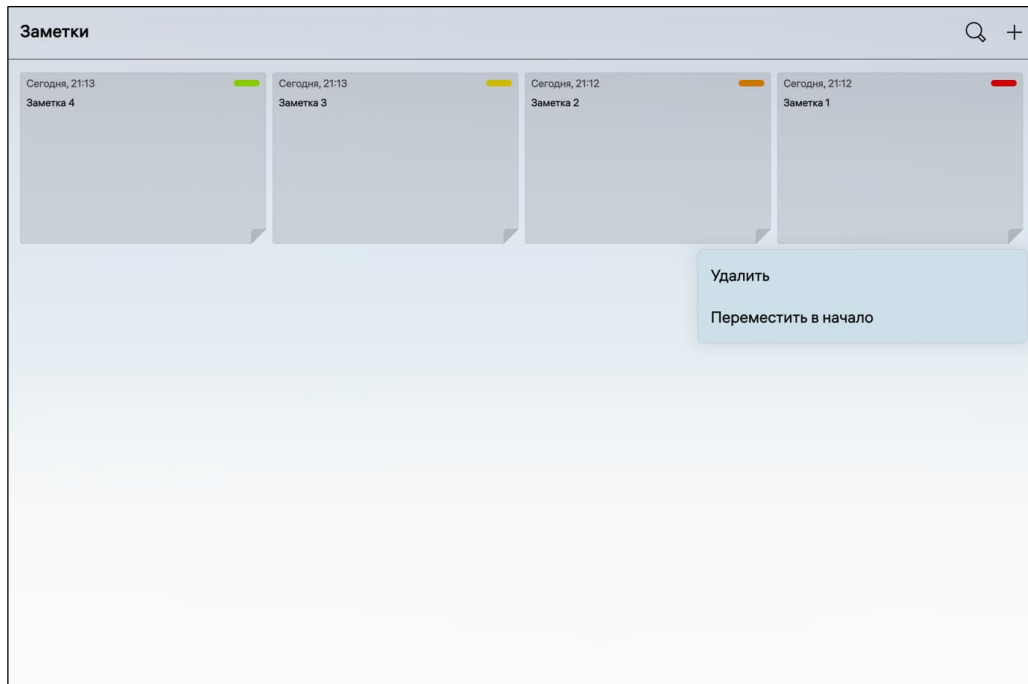 Заметки
Сегодня, 21:13
Заметка 4
Сегодня, 21:13
Заметка 3
Сегодня, 21:12
Заметка 2
Сегодня, 21:12
Заметка 1
Удалить
Переместить в начало